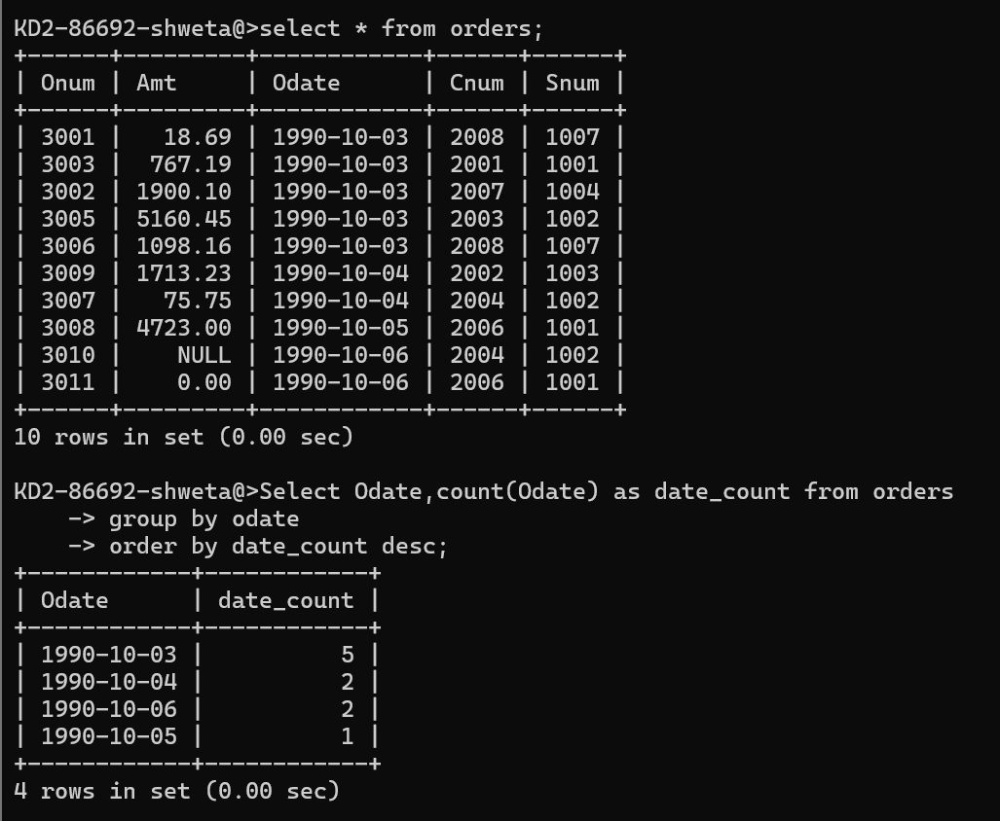 KD2-86692-shweta@>select * from orders;
+------+---------+------------+------+------+
| Onum | Amt     | Odate      | Cnum | Snum |
+------+---------+------------+------+------+
| 3001 |   18.69 | 1990-10-03 | 2008 | 1007 |
| 3003 |  767.19 | 1990-10-03 | 2001 | 1001 |
| 3002 | 1900.10 | 1990-10-03 | 2007 | 1004 |
| 3005 | 5160.45 | 1990-10-03 | 2003 | 1002 |
| 3006 | 1098.16 | 1990-10-03 | 2008 | 1007 |
| 3009 | 1713.23 | 1990-10-04 | 2002 | 1003 |
| 3007 |   75.75 | 1990-10-04 | 2004 | 1002 |
| 3008 | 4723.00 | 1990-10-05 | 2006 | 1001 |
| 3010 |    NULL | 1990-10-06 | 2004 | 1002 |
| 3011 |    0.00 | 1990-10-06 | 2006 | 1001 |
+------+---------+------------+------+------+
10 rows in set (0.00 sec)

KD2-86692-shweta@>Select Odate,count(Odate) as date_count from orders
    -> group by odate
    -> order by date_count desc;
+------------+------------+
| Odate      | date_count |
+------------+------------+
| 1990-10-03 |          5 |
| 1990-10-04 |          2 |
| 1990-10-06 |          2 |
| 1990-10-05 |          1 |
+------------+------------+
4 rows in set (0.00 sec)